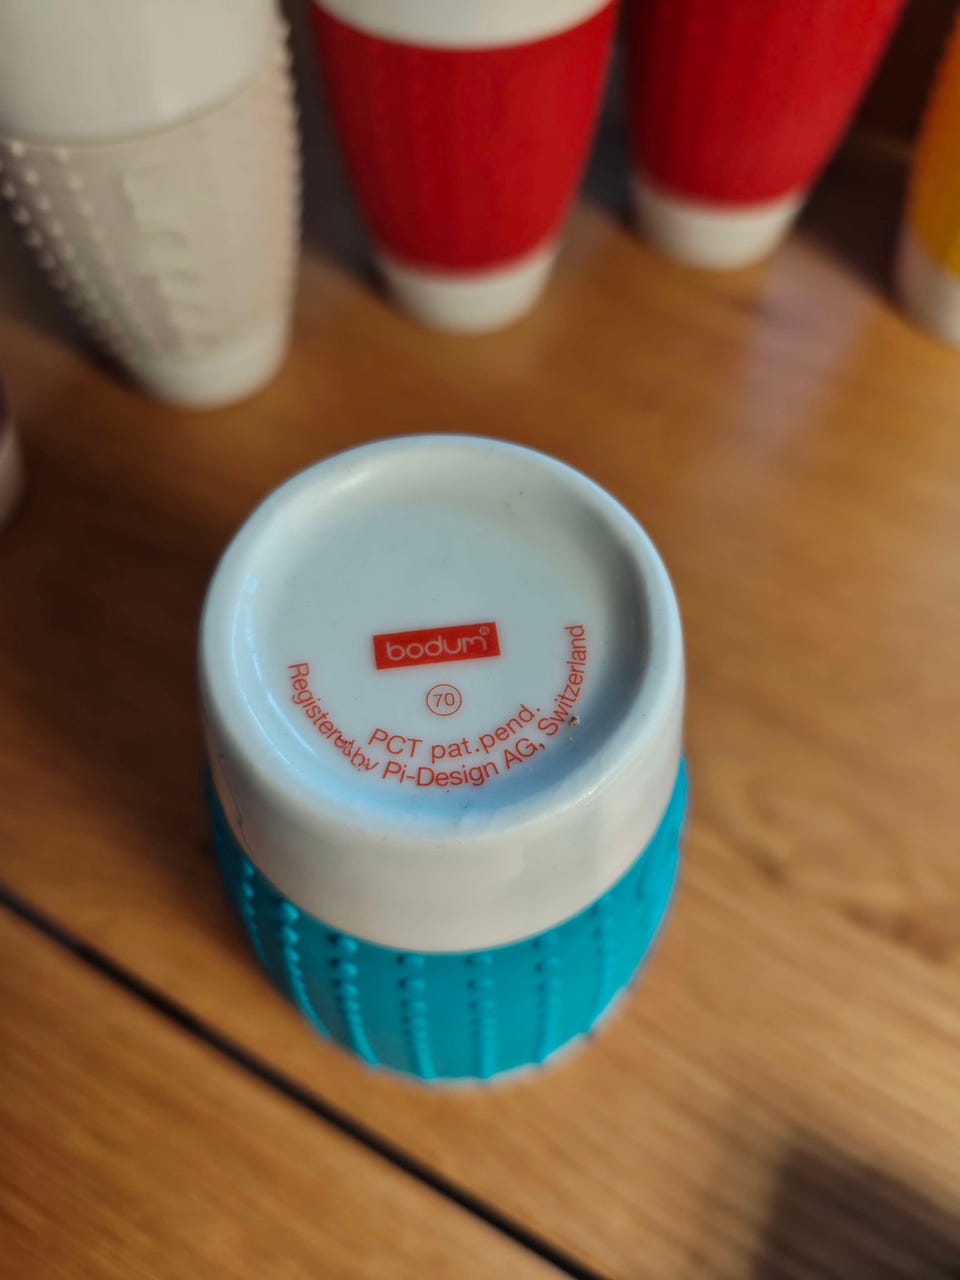 bodum®
70
PCT pat.pend.
Registered by Pi-Design AG, Switzerland